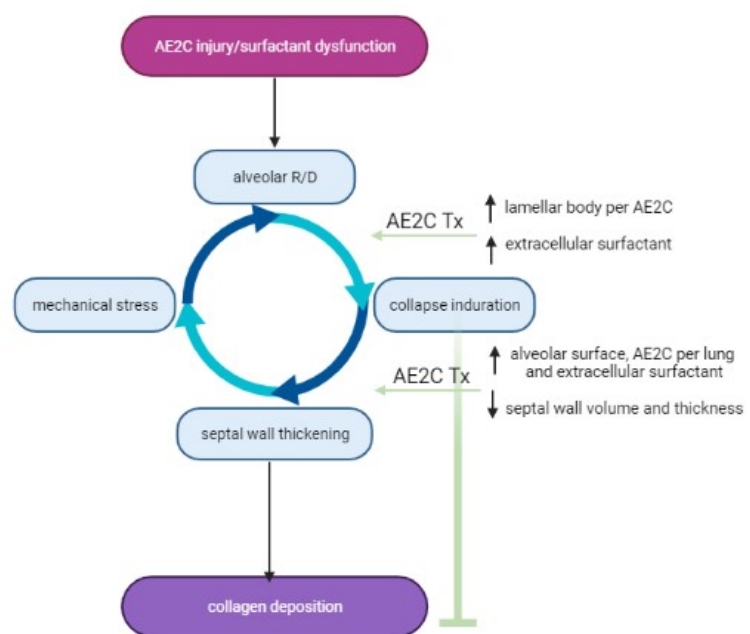 AE2C injury/surfactant dysfunction
alveolar R/D
AE2C Tx
lamellar body per AE2C
extracellular surfactant
mechanical stress
collapse induration
AE2C Tx
alveolar surface, AE2C per lung
and extracellular surfactant
septal wall volume and thickness
septal wall thickening
collagen deposition